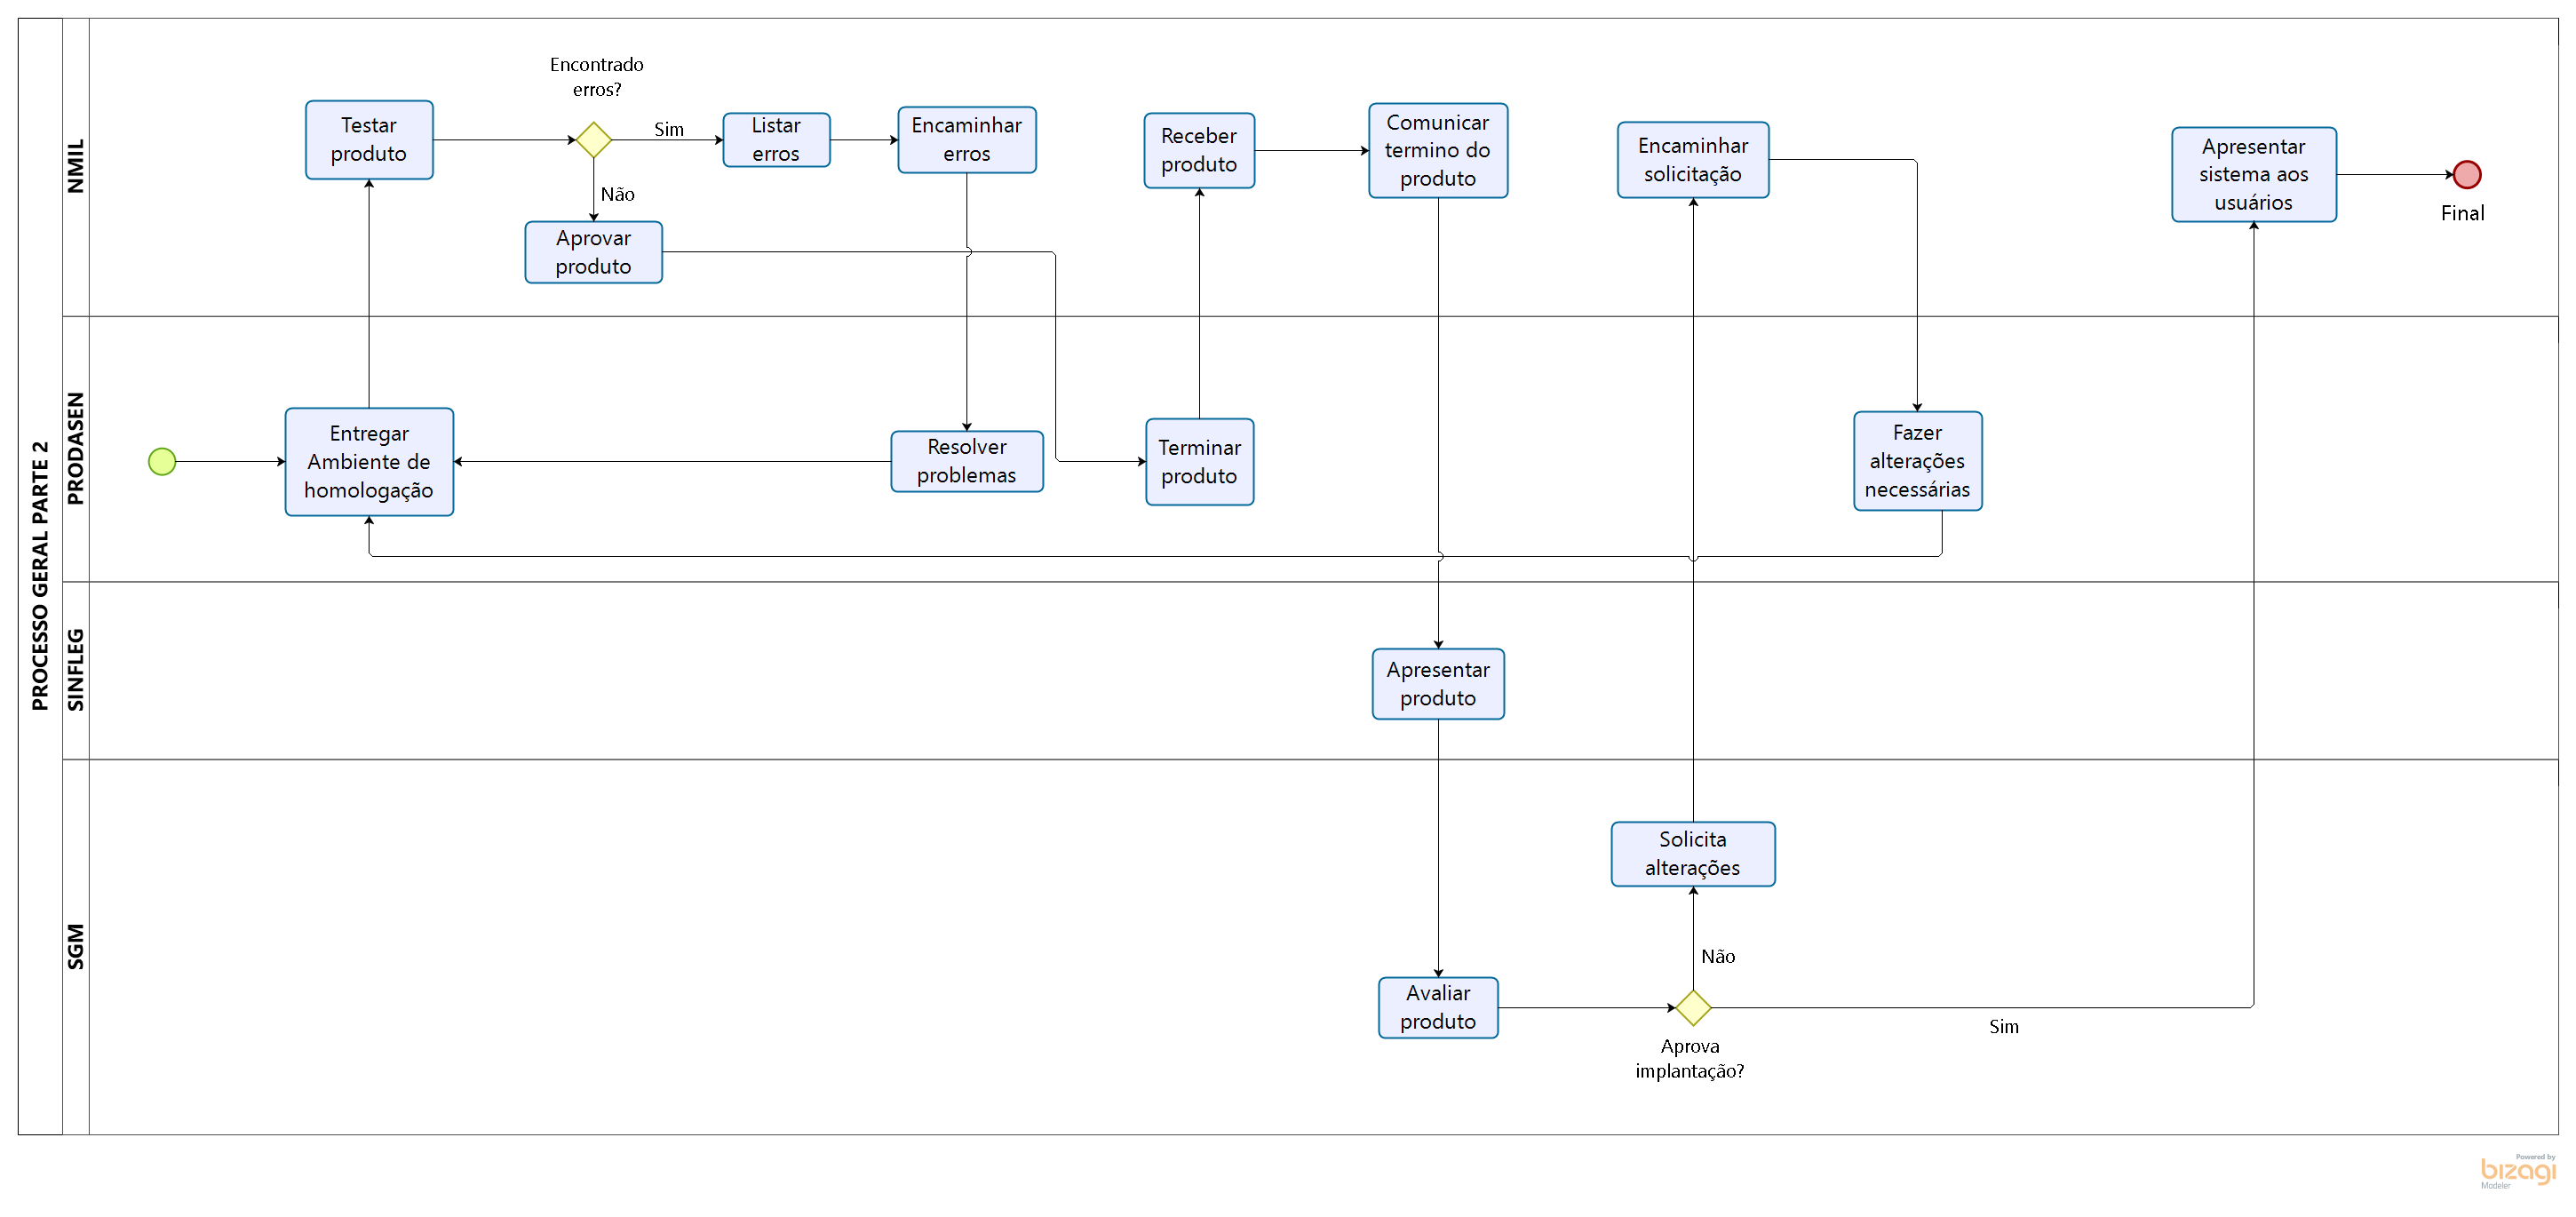 PROCESSO GERAL PARTE 2
NMIL
Encontrado
erros?
Testar
produto
Sim
Listar
erros
Encaminhar
erros
Não
Aprovar
produto
Receber
produto
Comunicar
termino do
produto
Encaminhar
solicitação
Apresentar
sistema aos
usuários
Final
PRODASEN
Entregar
Ambiente de
homologação
Resolver
problemas
Terminar
produto
Fazer
alterações
necessárias
SINFLEG
Apresentar
produto
SGM
Solicita
alterações
Não
Avaliar
produto
Sim
Aprova
implantação?
Powered by
bizagi
Modeler